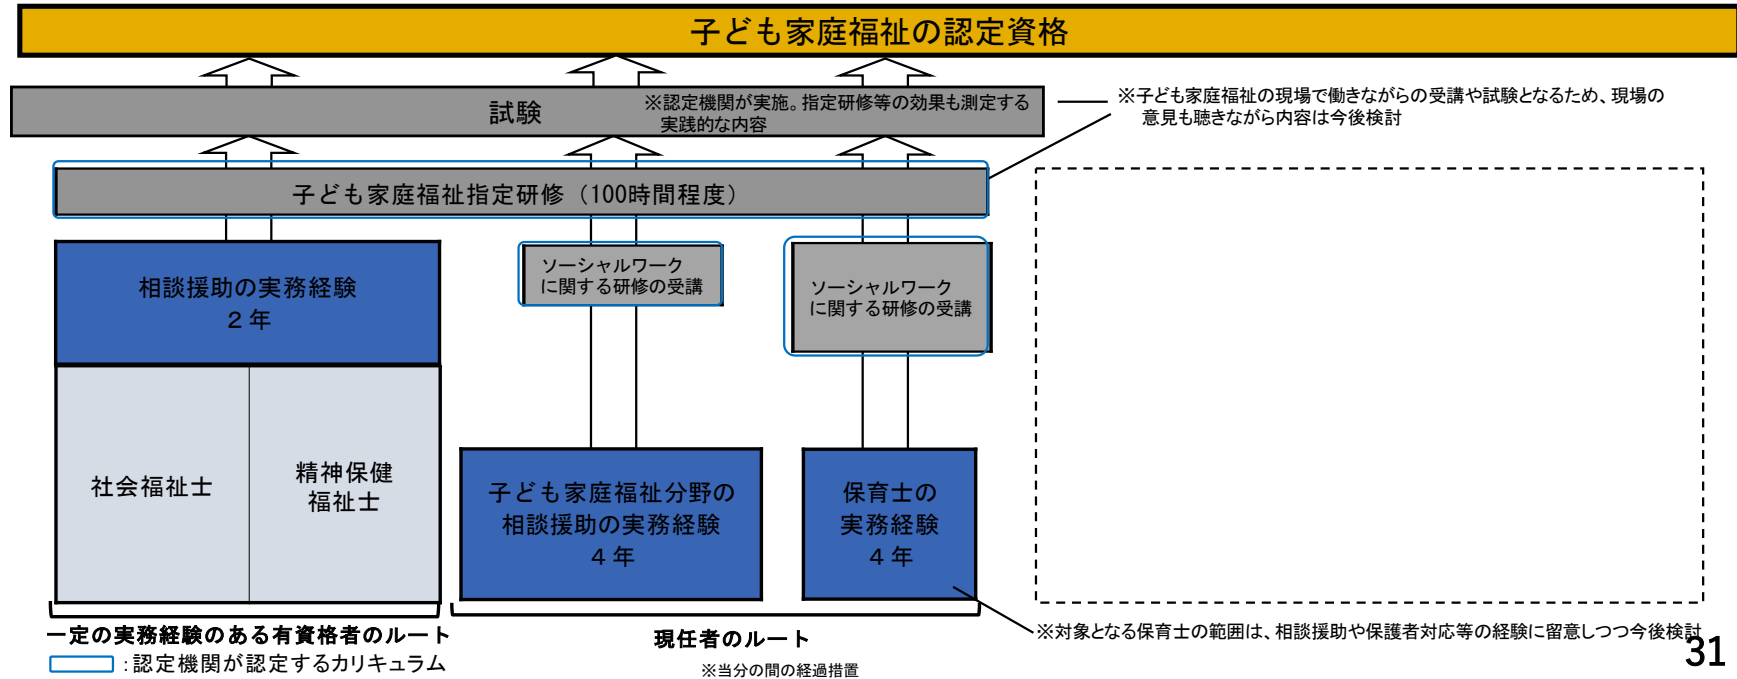 子ども家庭福祉の認定資格
試験
※認定機関が実施。指定研修等の効果も測定する
実践的な内容
※子ども家庭福祉の現場で働きながらの受講や試験となるため、現場の
意見も聴きながら内容は今後検討
子ども家庭福祉指定研修（100時間程度）
相談援助の実務経験
２年
ソーシャルワーク
に関する研修の受講
ソーシャルワーク
に関する研修の受講
社会福祉士
精神保健
福祉士
子ども家庭福祉分野の
相談援助の実務経験
４年
保育士の
実務経験
４年
一定の実務経験のある有資格者のルート
現任者のルート
※対象となる保育士の範囲は、相談援助や保護者対応等の経験に留意しつつ今後検討
：認定機関が認定するカリキュラム
※当分の間の経過措置
31